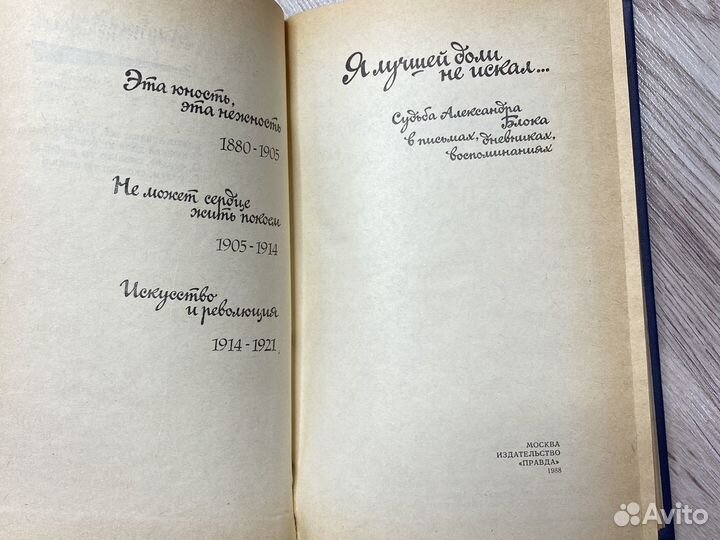 Эта юность,
эта нежность
1880-1905
Не может сердце
жить покоем
1905-1914
Искусство
и революция
1914-1921
Я лучшей доли
не искал...
Судьба Александра
Блока
в письмах, дневниках,
воспоминаниях
МОСКВА
ИЗДАТЕЛЬСТВО
«ПРАВДА»
1988
Avito